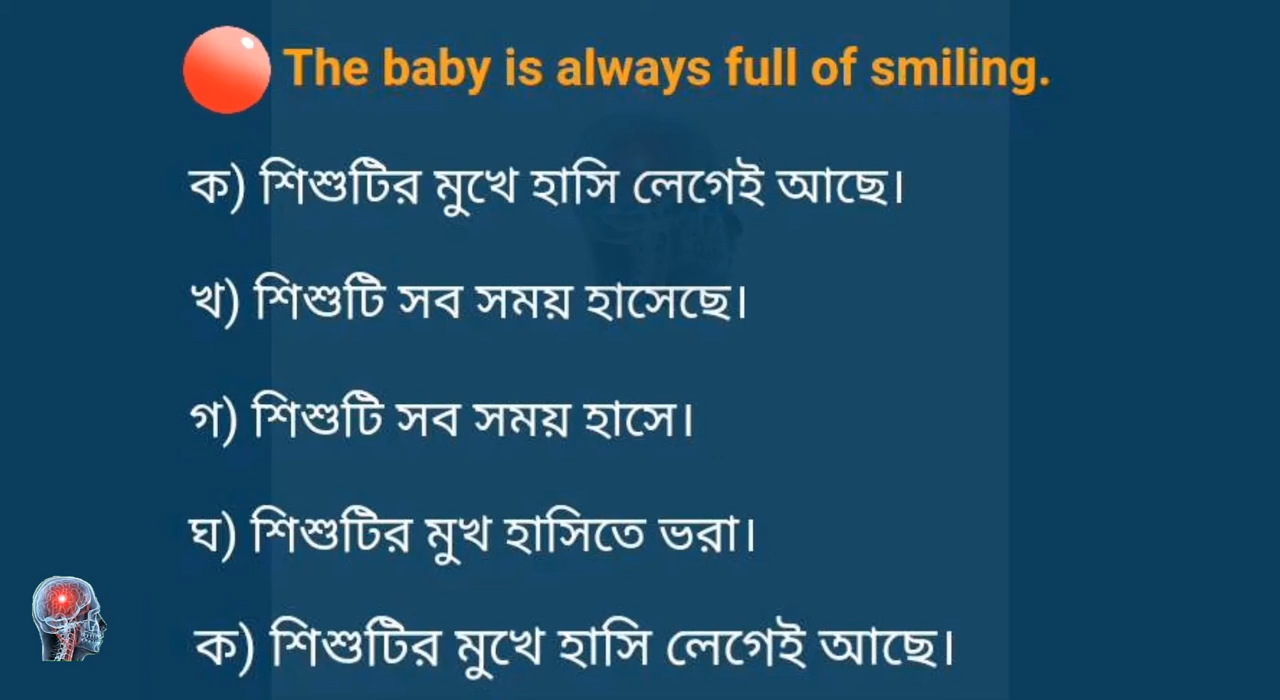 The baby is always full of smiling.
ক) শিশুটির মুখে হাসি লেগেই আছে।
খ) শিশুটি সব সময় হাসেছে।
গ) শিশুটি সব সময় হাসে।
ঘ) শিশুটির মুখ হাসিতে ভরা।
ক) শিশুটির মুখে হাসি লেগেই আছে।